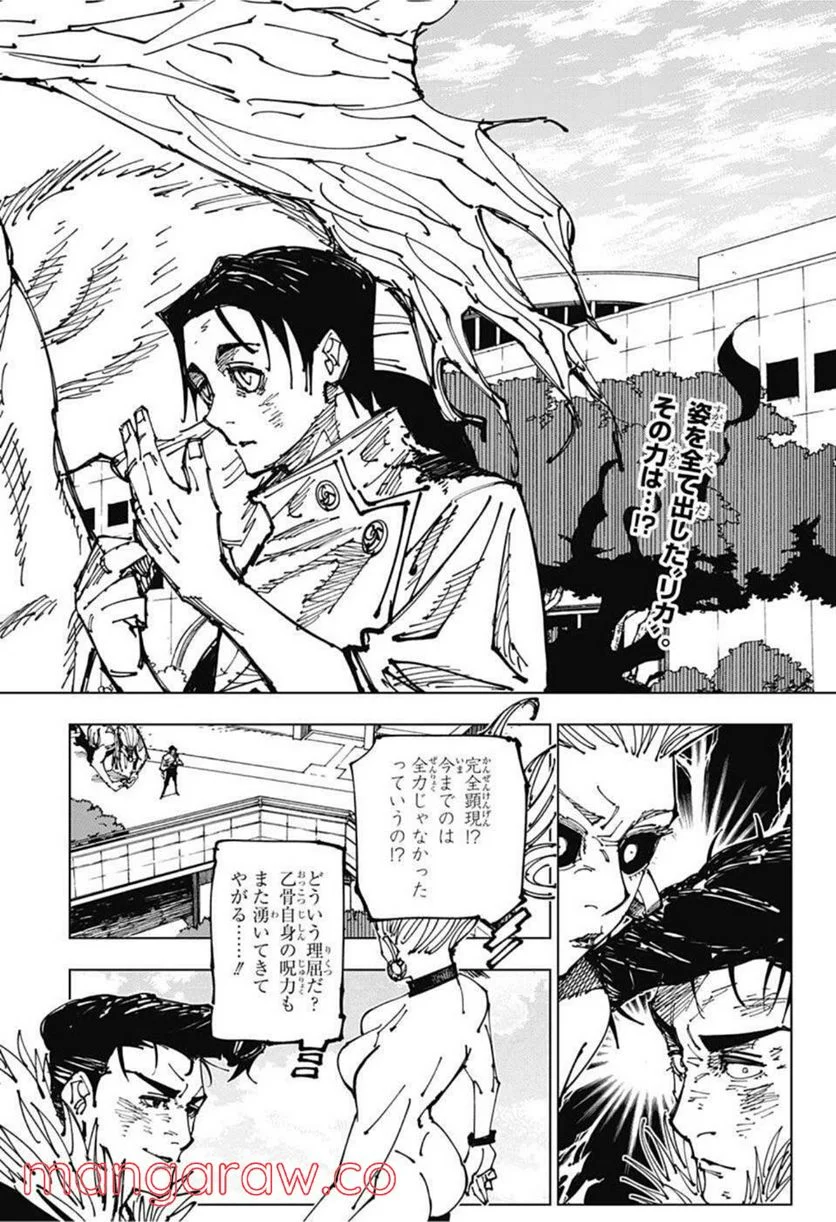 姿を全て出した〝リカ〟。
その力は…!?
完全顕現!?
今までのは
全力じゃなかった
っていうの!?
どういう理屈だ?
乙骨自身の呪力も
また湧いてきて
やがる……!!
mangaraw.co